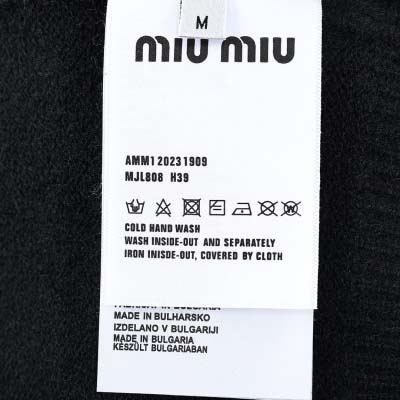 M
miu miu
AMM120231909
MJL808 H39
COLD HAND WASH
WASH INSIDE-OUT AND SEPARATELY
IRON INISDE-OUT, COVERED BY CLOTH
MADE IN BULHARSKO
IZDELANO V BULGARIJI
MADE IN BULGARIA
KÉSZÜLT BULGARIABAN